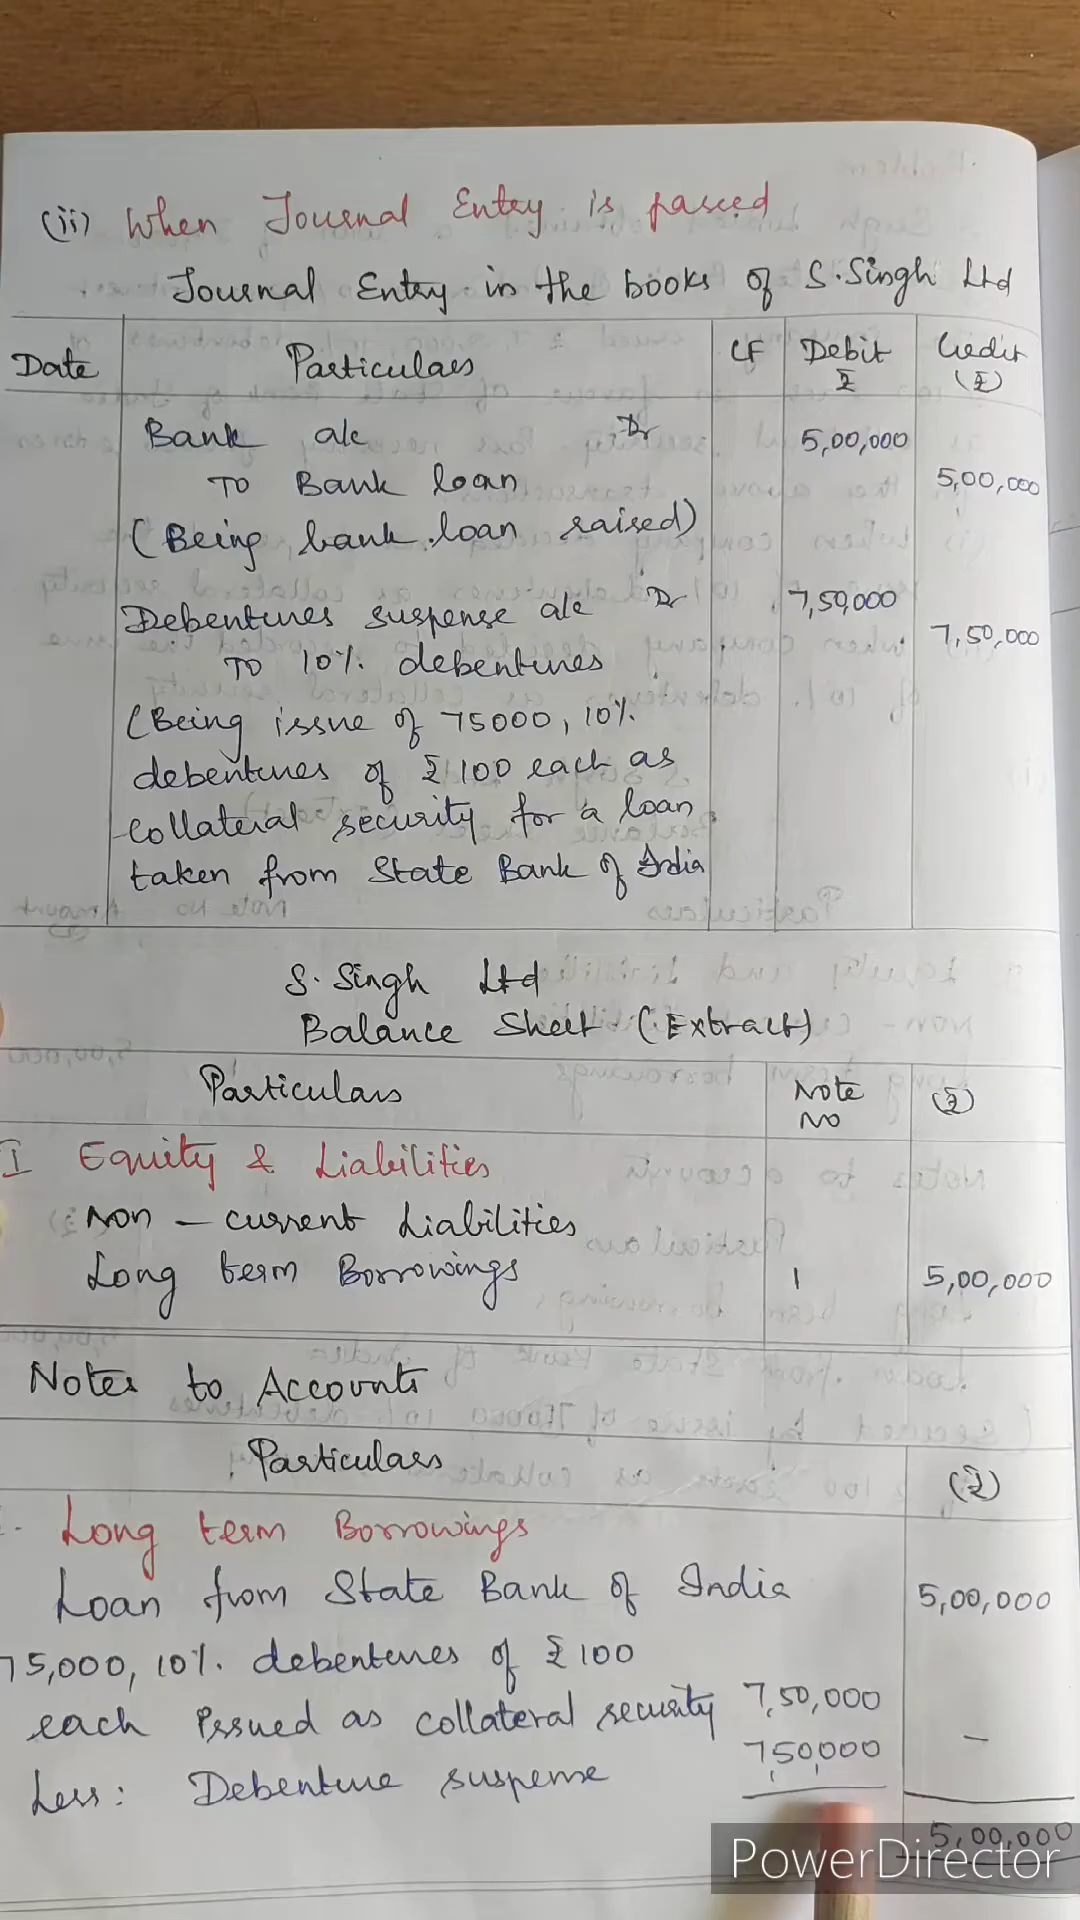 (ii) When Journal Entry is passed
Journal Entry in the books of S.Singh Ltd
Date Particulars LF Debit ₹ Credit (₹)
Bank a/c Dr 5,00,000
To Bank loan 5,00,000
(Being bank loan raised)
Debentures suspense a/c Dr 7,50,000
To 10% debentures 7,50,000
(Being issue of 75000, 10%
debentures of ₹100 each as
collateral security for a loan
taken from State Bank of India
S. Singh Ltd
Balance Sheet (Extract)
Particulars Note No (₹)
I Equity & Liabilities
Non - current Liabilities
Long term Borrowings 1 5,00,000
Notes to Accounts
Particulars (₹)
Long term Borrowings
Loan from State Bank of India 5,00,000
75,000, 10% debentures of ₹100
each issued as collateral security 7,50,000
Less: Debenture suspense 7,50,000 -
5,00,000
PowerDirector